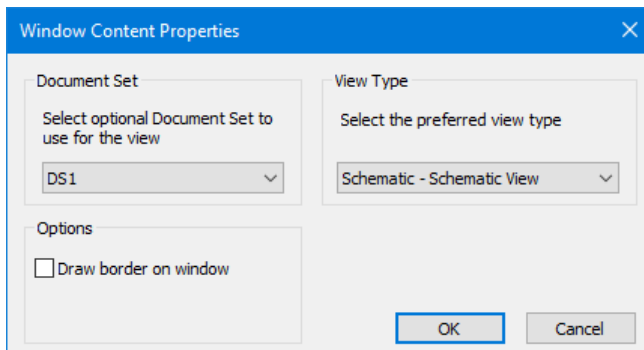 Window Content Properties
Document Set
Select optional Document Set to
use for the view
DS1
View Type
Select the preferred view type
Schematic - Schematic View
Options
Draw border on window
OK
Cancel